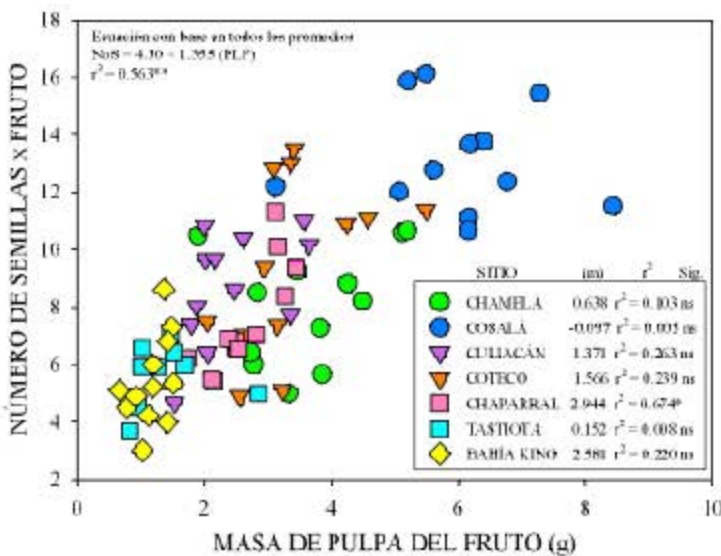 Ecuación con base en todos los promedios
NoS = 4.30 + 1.355 (PLP)
r² = 0.563**
NÚMERO DE SEMILLAS x FRUTO
18
16
14
12
10
8
6
4
2
SITIO (m) r² Sig.
CHAMELA 0.638 r² = 0.103 ns
COSALÁ -0.097 r² = 0.003 ns
CULIACÁN 1.371 r² = 0.263 ns
COTECO 1.566 r² = 0.239 ns
CHAPARRAL 2.944 r² = 0.674*
TASTIOTA 0.152 r² = 0.008 ns
BAHÍA KINO 2.581 r² = 0.220 ns
0 2 4 6 8 10
MASA DE PULPA DEL FRUTO (g)